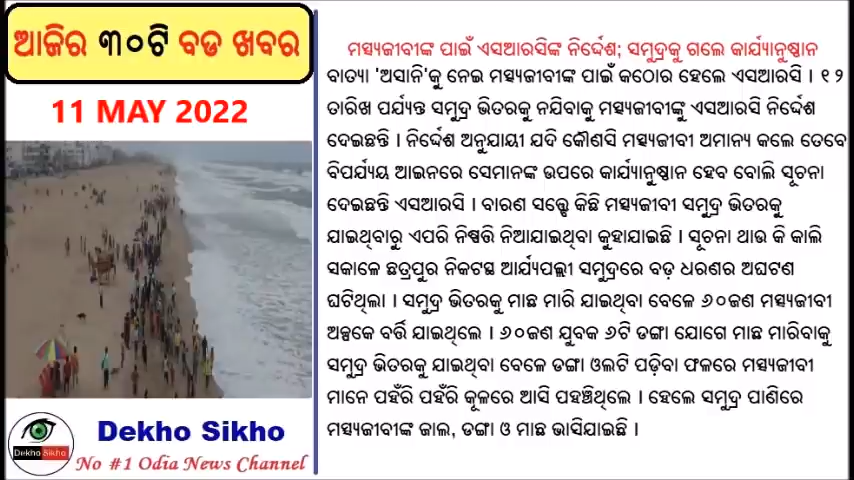 ଆଜିର ୩୦ଟି ବଡ ଖବର
11 MAY 2022
ମତ୍ସ୍ୟଜୀବୀଙ୍କ ପାଇଁ ଏସଆରସିଙ୍କ ନିର୍ଦ୍ଦେଶ; ସମୁଦ୍ରକୁ ଗଲେ କାର୍ଯ୍ୟାନୁଷ୍ଠାନ
ବାତ୍ୟା 'ଅସାନି'କୁ ନେଇ ମତ୍ସ୍ୟଜୀବୀଙ୍କ ପାଇଁ କଠୋର ହେଲେ ଏସଆରସି । ୧୨
ତାରିଖ ପର୍ଯ୍ୟନ୍ତ ସମୁଦ୍ର ଭିତରକୁ ନଯିବାକୁ ମତ୍ସ୍ୟଜୀବୀଙ୍କୁ ଏସଆରସି ନିର୍ଦ୍ଦେଶ
ଦେଇଛନ୍ତି । ନିର୍ଦ୍ଦେଶ ଅନୁଯାୟୀ ଯଦି କୌଣସି ମତ୍ସ୍ୟଜୀବୀ ଅମାନ୍ୟ କଲେ ତେବେ
ବିପର୍ଯ୍ୟୟ ଆଇନରେ ସେମାନଙ୍କ ଉପରେ କାର୍ଯ୍ୟାନୁଷ୍ଠାନ ହେବ ବୋଲି ସୂଚନା
ଦେଇଛନ୍ତି ଏସଆରସି । ବାରଣ ସତ୍ତ୍ୱେ କିଛି ମତ୍ସ୍ୟଜୀବୀ ସମୁଦ୍ର ଭିତରକୁ
ଯାଇଥିବାରୁ ଏପରି ନିଷ୍ପତ୍ତି ନିଆଯାଇଥିବା କୁହାଯାଇଛି । ସୂଚନା ଥାଉ କି କାଲି
ସକାଳେ ଛତ୍ରପୁର ନିକଟସ୍ଥ ଆର୍ଯ୍ୟପଲ୍ଲୀ ସମୁଦ୍ରରେ ବଡ଼ ଧରଣର ଅଘଟଣ
ଘଟିଥିଲା । ସମୁଦ୍ର ଭିତରକୁ ମାଛ ମାରି ଯାଇଥିବା ବେଳେ ୬୦ଜଣ ମତ୍ସ୍ୟଜୀବୀ
ଅଳ୍ପକେ ବର୍ତ୍ତି ଯାଇଥିଲେ । ୬୦ଜଣ ଯୁବକ ୬ଟି ଡଙ୍ଗା ଯୋଗେ ମାଛ ମାରିବାକୁ
ସମୁଦ୍ର ଭିତରକୁ ଯାଇଥିବା ବେଳେ ଡଙ୍ଗା ଓଲଟି ପଡ଼ିବା ଫଳରେ ମତ୍ସ୍ୟଜୀବୀ
ମାନେ ପହଁରି ପହଁରି କୂଳରେ ଆସି ପହଞ୍ଚିଥିଲେ । ହେଲେ ସମୁଦ୍ର ପାଣିରେ
ମତ୍ସ୍ୟଜୀବୀଙ୍କ ଜାଲ, ଡଙ୍ଗା ଓ ମାଛ ଭାସିଯାଇଛି ।
Dekho Sikho
Dekho Sikho
No #1 Odia News Channel